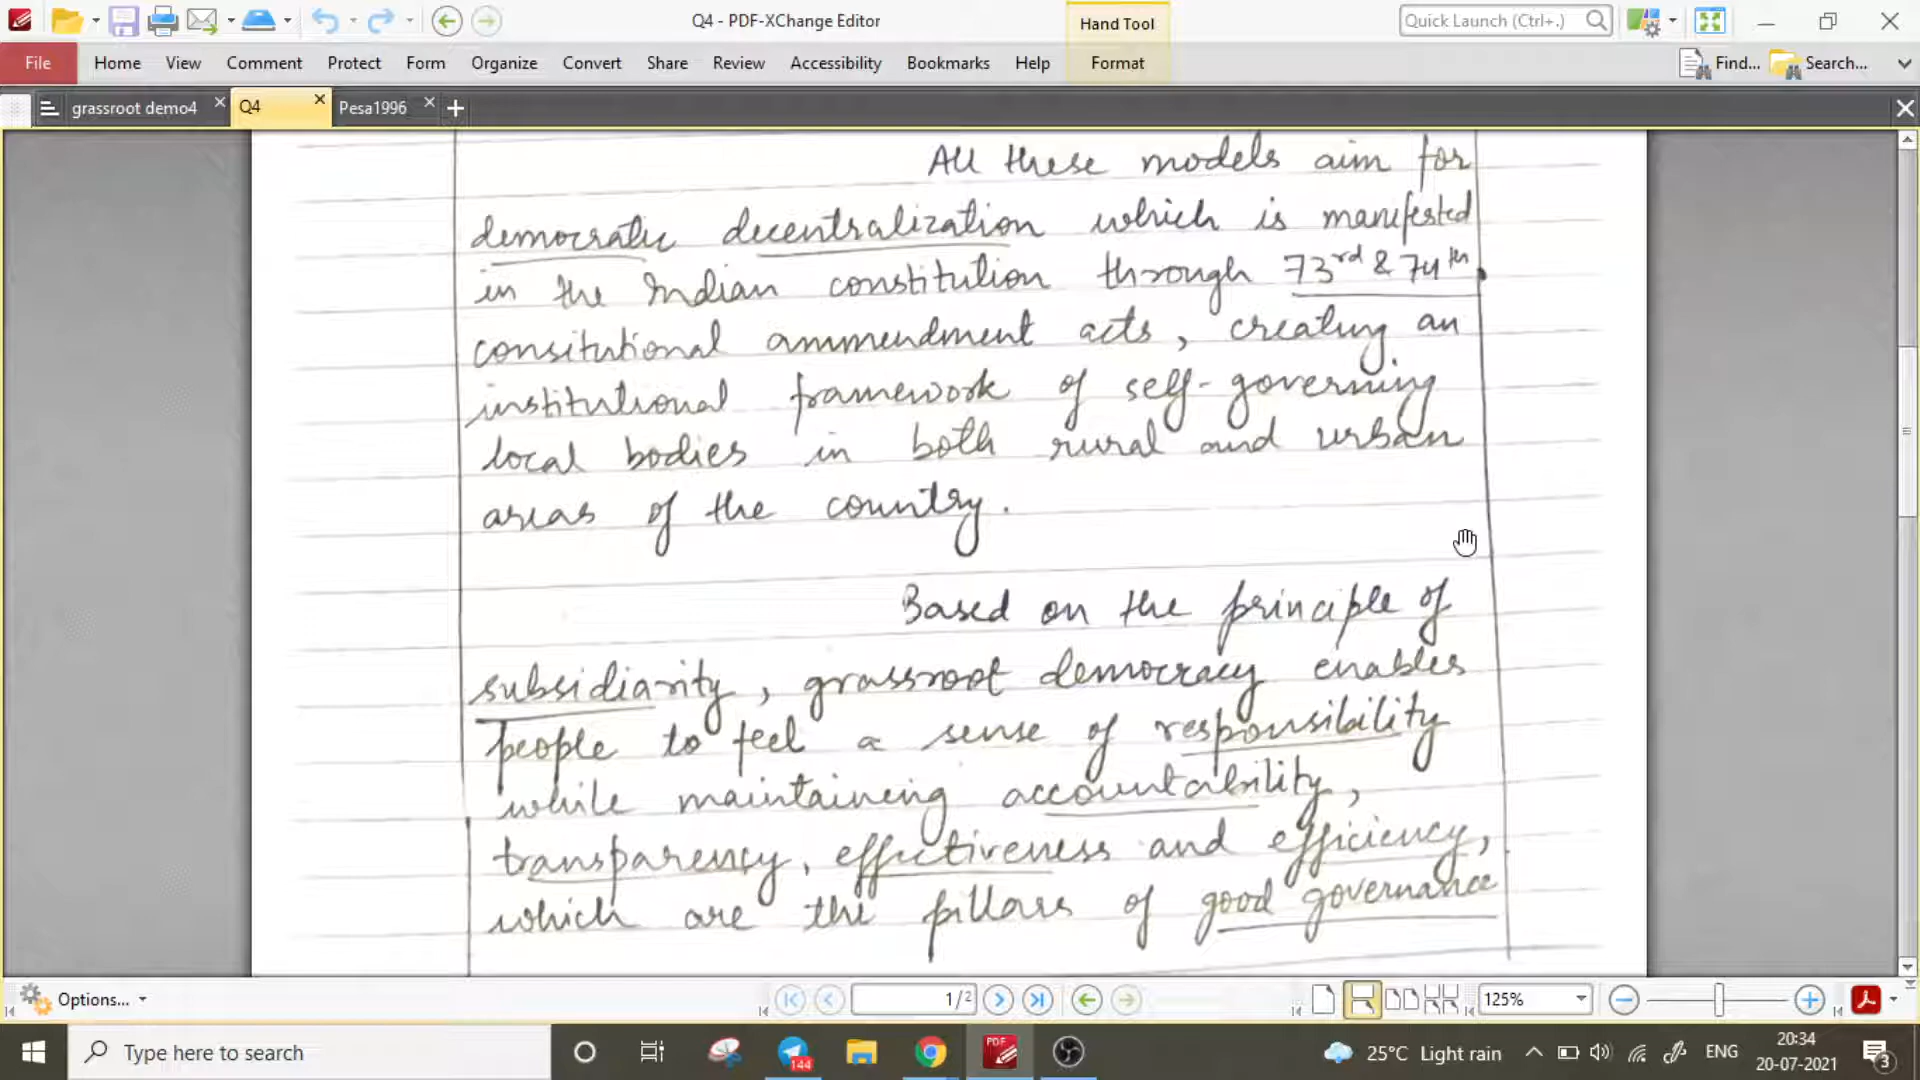 Q4 - PDF-XChange Editor
Hand Tool
Quick Launch (Ctrl+.)
File Home View Comment Protect Form Organize Convert Share Review Accessibility Bookmarks Help Format Find... Search...
grassroot demo4 Q4 Pesa1996
All these models aim for
democratic decentralization which is manifested
in the Indian constitution through 73rd & 74th
consitutional ammendment acts, creating an
institutional framework of self-governing
local bodies in both rural and urban
areas of the country.
Based on the principle of
subsidiarity, grassroot democracy enables
people to feel a sense of responsibility
while maintaining accountability,
transparency, effectiveness and efficiency,
which are the pillars of good governance
Options... 1/2 125%
Type here to search
PDF
144
25°C Light rain
ENG
20:34
20-07-2021
3